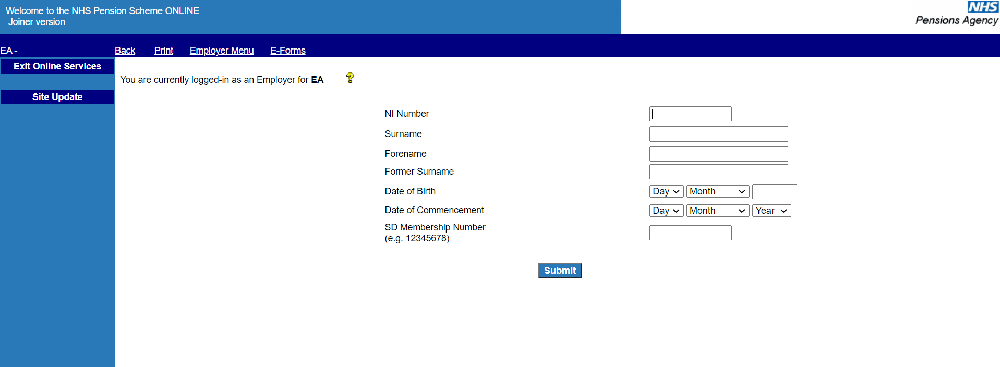 Welcome to the NHS Pension Scheme ONLINE
Joiner version
NHS
Pensions Agency
EA -
Back Print Employer Menu E-Forms
Exit Online Services
Site Update
You are currently logged-in as an Employer for EA ?
NI Number
Surname
Forename
Former Surname
Date of Birth Day Month
Date of Commencement Day Month Year
SD Membership Number
(e.g. 12345678)
Submit